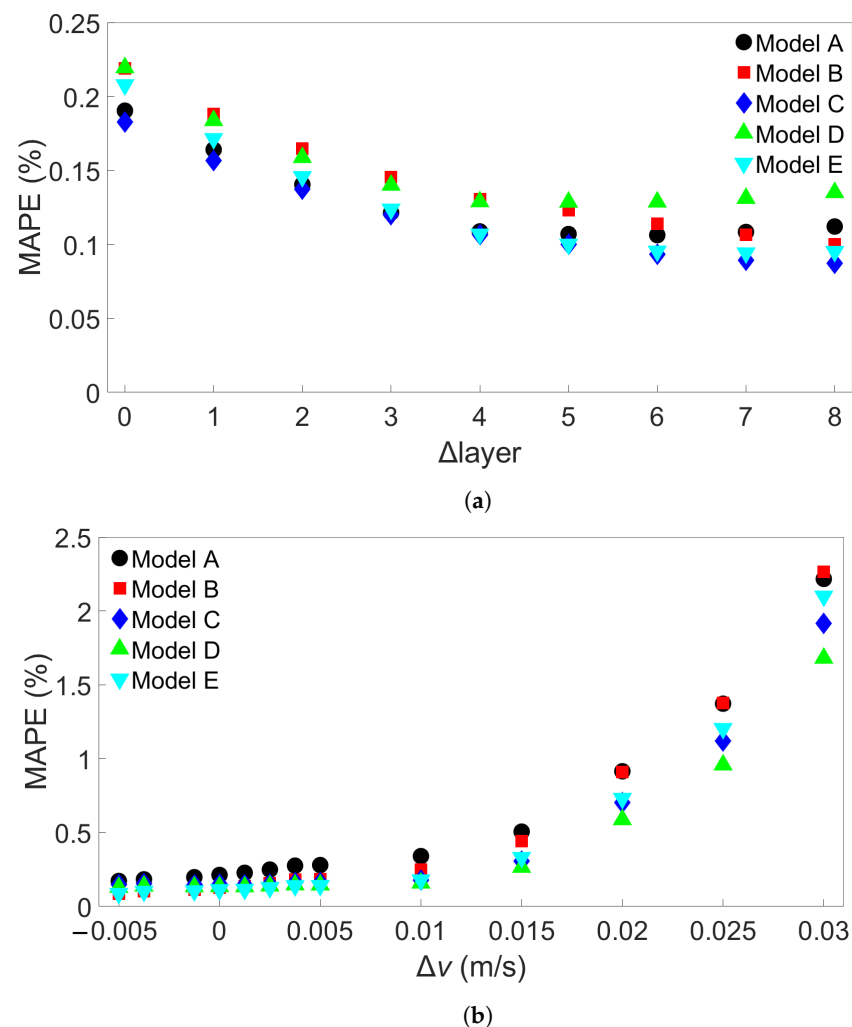 0.25
0.2
0.15
0.1
0.05
0
MAPE (%)
Model A
Model B
Model C
Model D
Model E
0 1 2 3 4 5 6 7 8
Δlayer
(a)
2.5
2
1.5
1
0.5
0
MAPE (%)
Model A
Model B
Model C
Model D
Model E
−0.005 0 0.005 0.01 0.015 0.02 0.025 0.03
Δv (m/s)
(b)